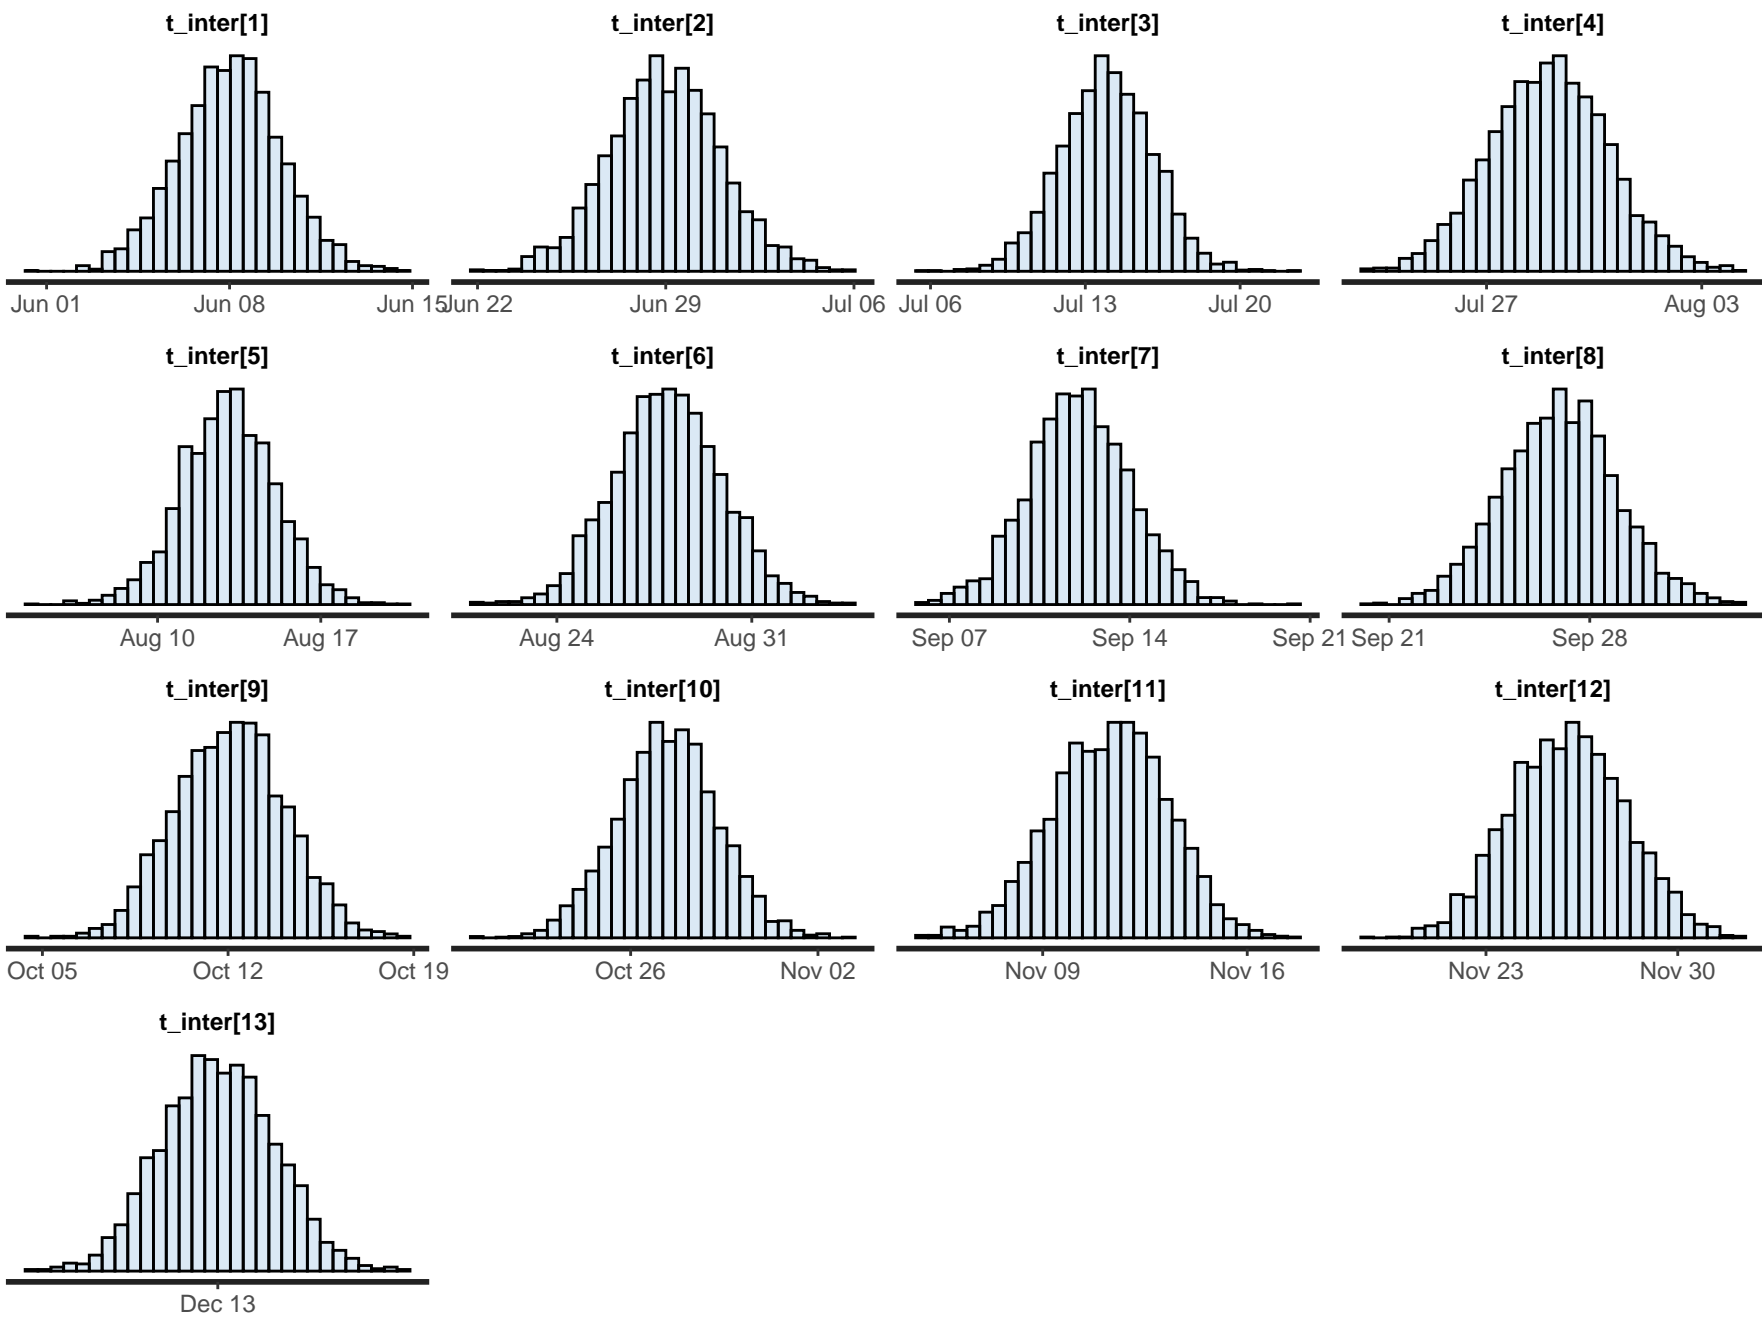 t_inter[1] t_inter[2] t_inter[3] t_inter[4]
Jun 01 Jun 08 Jun 15 Jun 22 Jun 29 Jul 06 Jul 06 Jul 13 Jul 20 Jul 27 Aug 03
t_inter[5] t_inter[6] t_inter[7] t_inter[8]
Aug 10 Aug 17 Aug 24 Aug 31 Sep 07 Sep 14 Sep 21 Sep 21 Sep 28
t_inter[9] t_inter[10] t_inter[11] t_inter[12]
Oct 05 Oct 12 Oct 19 Oct 26 Nov 02 Nov 09 Nov 16 Nov 23 Nov 30
t_inter[13]
Dec 13